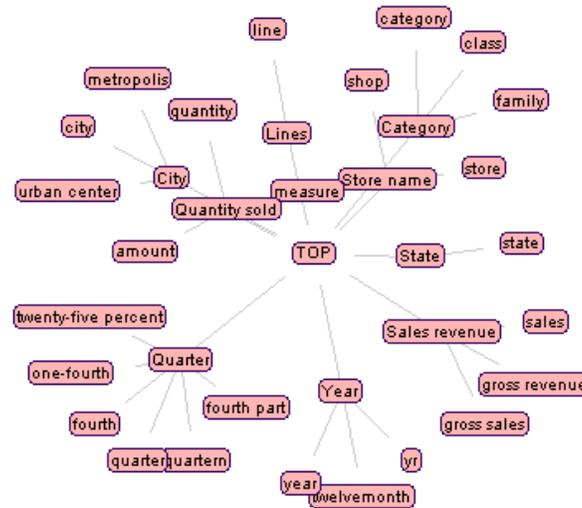 category
line
class
metropolis
shop
family
quantity
city
Lines
Category
store
City
Store name
urban center
measure
Quantity sold
state
amount
TOP
State
twenty-five percent
sales
Sales revenue
Quarter
one-fourth
gross revenue
Year
fourth part
fourth
gross sales
quarter
quartern
yr
year
twelvemonth